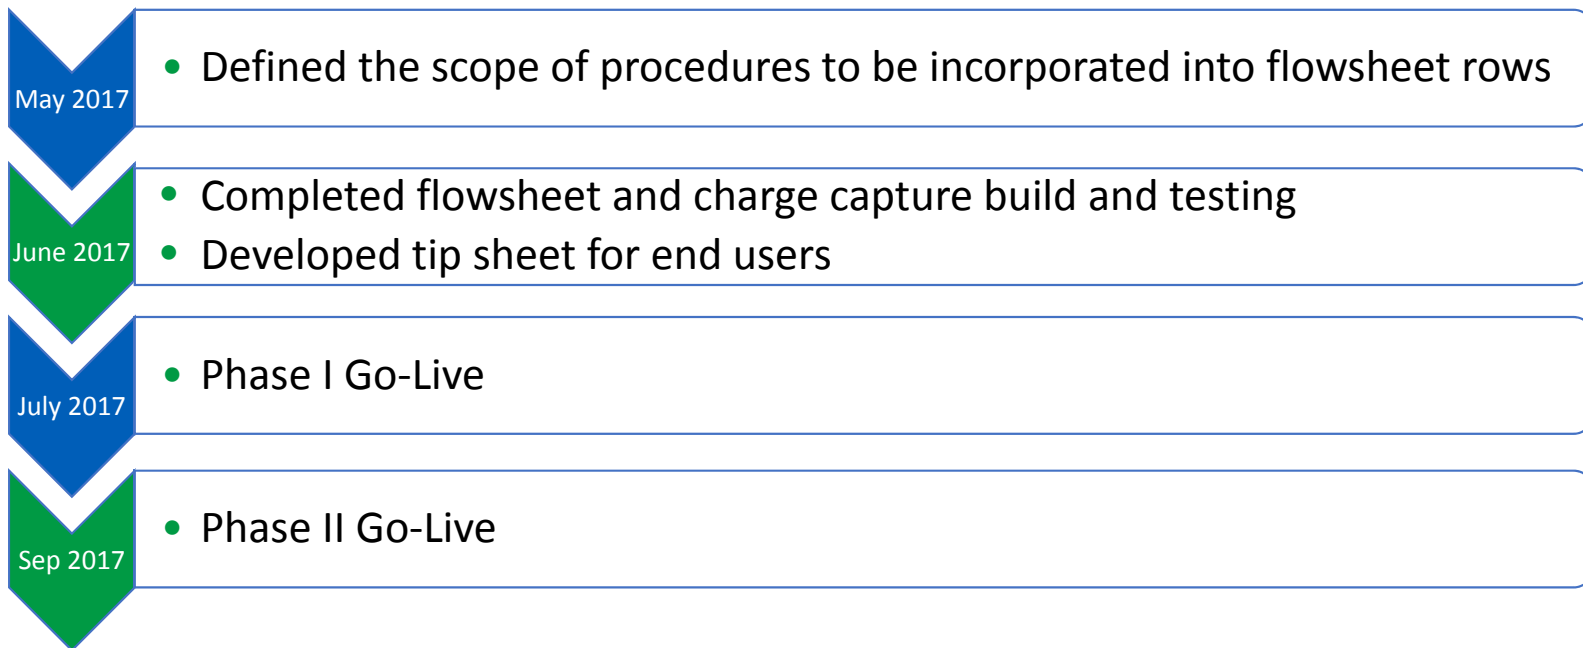 May 2017
• Defined the scope of procedures to be incorporated into flowsheet rows
June 2017
• Completed flowsheet and charge capture build and testing
• Developed tip sheet for end users
July 2017
• Phase I Go-Live
Sep 2017
• Phase II Go-Live